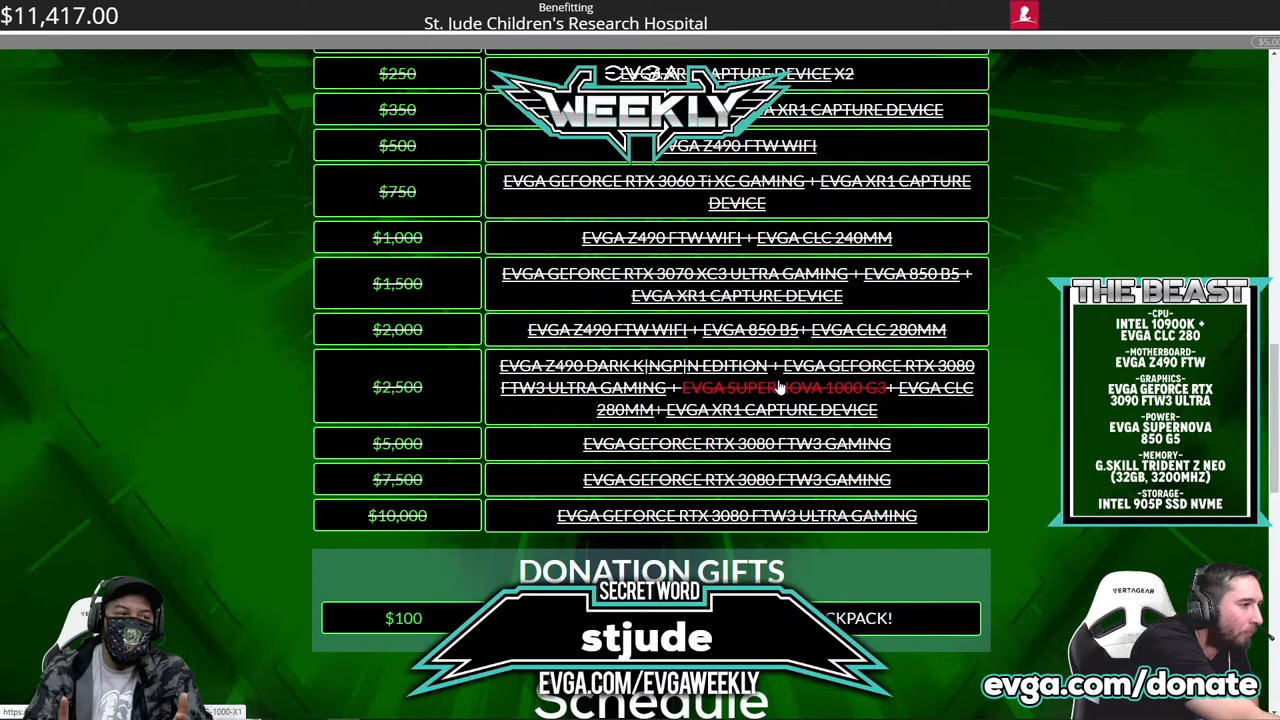 $11,417.00
Benefitting
St. Jude Children's Research Hospital
$250
CAPTURE DEVICE X2
EVGA
WEEKLY
$350
XR1 CAPTURE DEVICE
$500
EVGA Z490 FTW WIFI
$750
EVGA GEFORCE RTX 3060 Ti XC GAMING + EVGA XR1 CAPTURE
DEVICE
$1,000
EVGA Z490 FTW WIFI + EVGA CLC 240MM
$1,500
EVGA GEFORCE RTX 3070 XC3 ULTRA GAMING + EVGA 850 B5 +
EVGA XR1 CAPTURE DEVICE
$2,000
EVGA Z490 FTW WIFI + EVGA 850 B5+ EVGA CLC 280MM
$2,500
EVGA Z490 DARK K|NGP|N EDITION + EVGA GEFORCE RTX 3080
FTW3 ULTRA GAMING + EVGA SUPERNOVA 1000 G3+ EVGA CLC
280MM+ EVGA XR1 CAPTURE DEVICE
$5,000
EVGA GEFORCE RTX 3080 FTW3 GAMING
$7,500
EVGA GEFORCE RTX 3080 FTW3 GAMING
$10,000
EVGA GEFORCE RTX 3080 FTW3 ULTRA GAMING
DONATION GIFTS
$100
SECRET WORD
stjude
EVGA.COM/EVGAWEEKLY
Schedule
THE BEAST
-CPU-
INTEL 10900K +
EVGA CLC 280
-MOTHERBOARD-
EVGA Z490 FTW
-GRAPHICS-
EVGA GEFORCE RTX
3090 FTW3 ULTRA
-POWER-
EVGA SUPERNOVA
850 G5
-MEMORY-
G.SKILL TRIDENT Z NEO
(32GB, 3200MHZ)
-STORAGE-
INTEL 905P SSD NVME
VERTAGEAR
VERTAGEAR
evga.com/donate